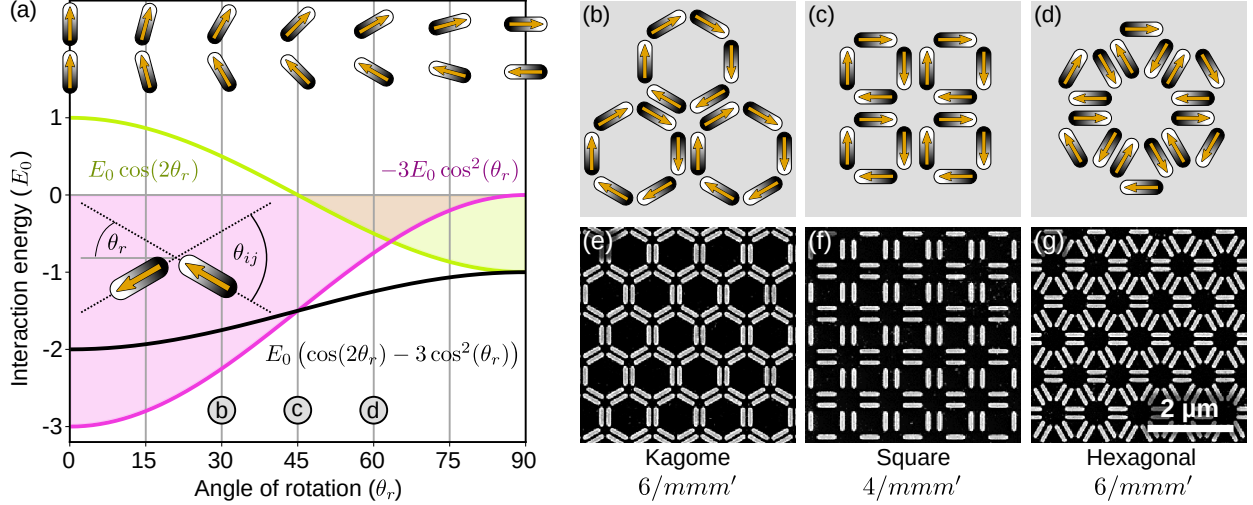 (a)
Interaction energy (E₀)
1
0
-1
-2
-3
E₀ cos(2θᵣ)
−3E₀ cos²(θᵣ)
θᵣ
θᵢⱼ
E₀ (cos(2θᵣ) − 3 cos²(θᵣ))
b
c
d
0 15 30 45 60 75 90
Angle of rotation (θᵣ)
(b)
(c)
(d)
(e)
(f)
(g)
2 µm
Kagome
6/mmm′
Square
4/mmm′
Hexagonal
6/mmm′